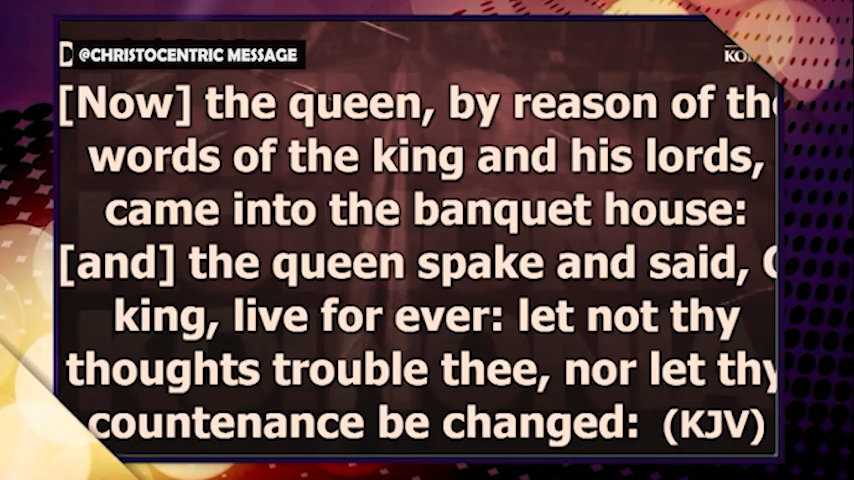 @CHRISTOCENTRIC MESSAGE
[Now] the queen, by reason of the
words of the king and his lords,
came into the banquet house:
[and] the queen spake and said,
king, live for ever: let not thy
thoughts trouble thee, nor let thy
countenance be changed: (KJV)